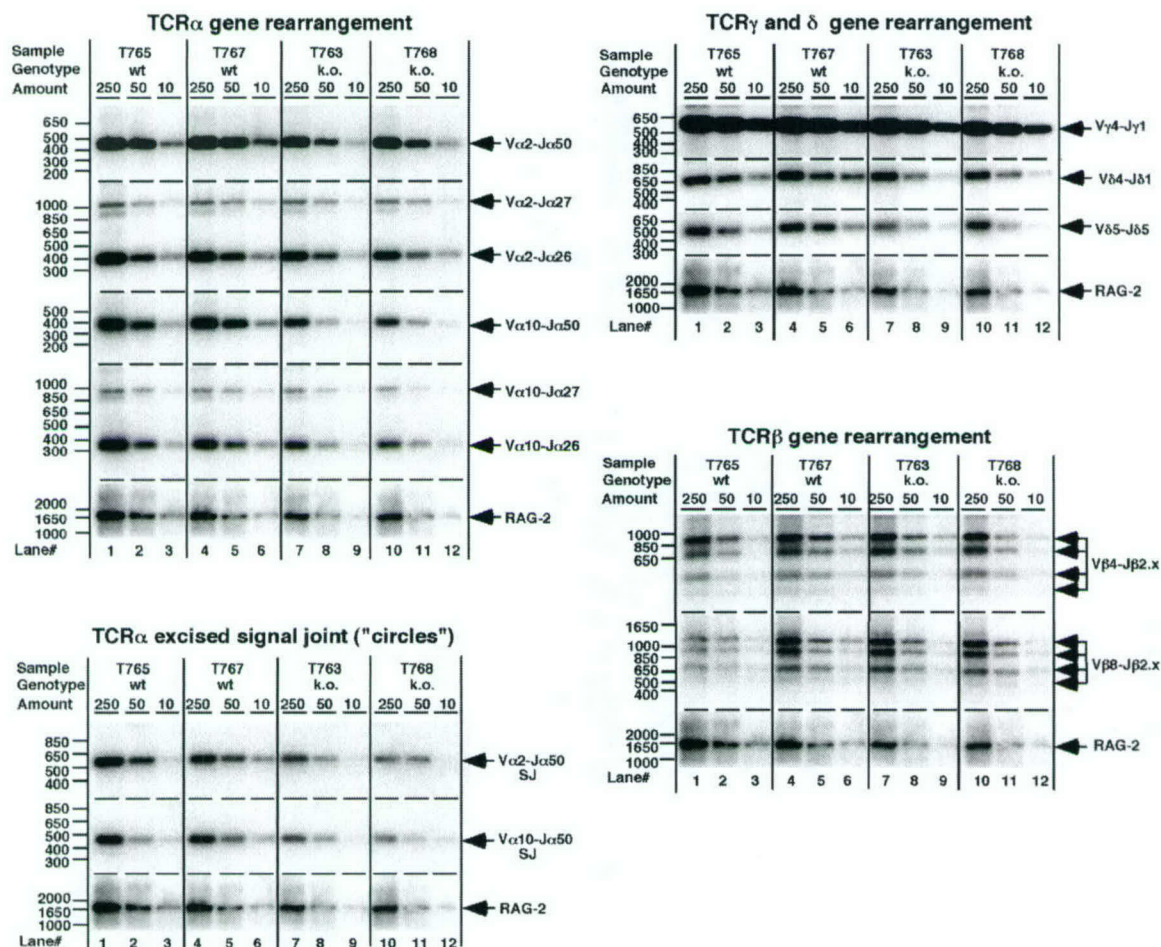 TCRα gene rearrangement
Sample T765 T767 T763 T768
Genotype wt wt k.o. k.o.
Amount 250 50 10 250 50 10 250 50 10 250 50 10
650
500
400
300
200
Vα2-Jα50
1000
850
Vα2-Jα27
650
500
400
300
Vα2-Jα26
500
400
300
200
Vα10-Jα50
1000
850
Vα10-Jα27
650
500
400
300
Vα10-Jα26
2000
1650
1000
RAG-2
Lane# 1 2 3 4 5 6 7 8 9 10 11 12
TCRα excised signal joint ("circles")
Sample T765 T767 T763 T768
Genotype wt wt k.o. k.o.
Amount 250 50 10 250 50 10 250 50 10 250 50 10
850
650
500
400
Vα2-Jα50
SJ
850
650
500
400
300
Vα10-Jα50
SJ
2000
1650
1000
RAG-2
Lane# 1 2 3 4 5 6 7 8 9 10 11 12
TCRγ and δ gene rearrangement
Sample T765 T767 T763 T768
Genotype wt wt k.o. k.o.
Amount 250 50 10 250 50 10 250 50 10 250 50 10
650
500
400
300
Vγ4-Jγ1
850
650
500
400
Vδ4-Jδ1
650
500
400
300
Vδ5-Jδ5
2000
1650
1000
RAG-2
Lane# 1 2 3 4 5 6 7 8 9 10 11 12
TCRβ gene rearrangement
Sample T765 T767 T763 T768
Genotype wt wt k.o. k.o.
Amount 250 50 10 250 50 10 250 50 10 250 50 10
1000
850
650
Vβ4-Jβ2.x
1650
1000
850
650
500
400
Vβ8-Jβ2.x
2000
1650
1000
RAG-2
Lane# 1 2 3 4 5 6 7 8 9 10 11 12